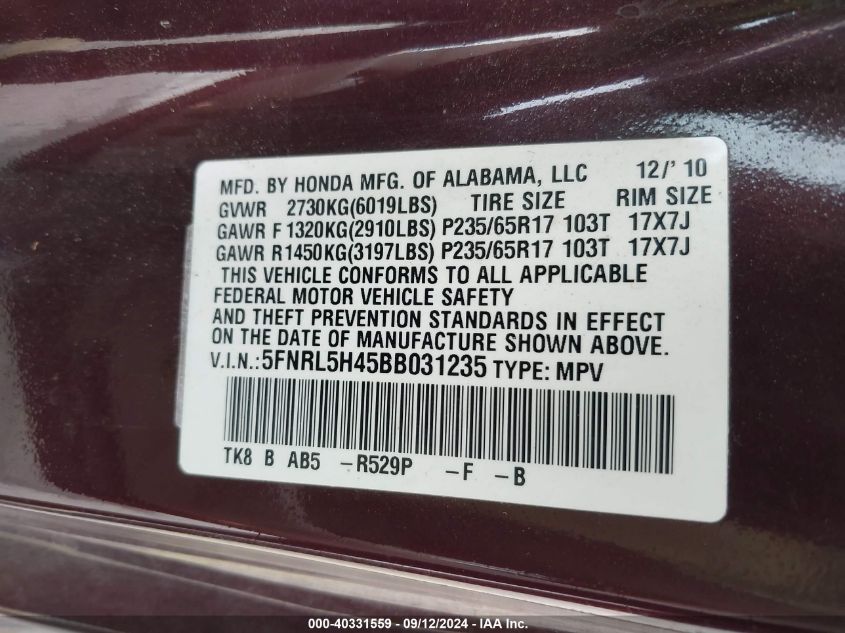 MFD. BY HONDA MFG. OF ALABAMA, LLC 12/' 10
GVWR 2730KG(6019LBS) TIRE SIZE RIM SIZE
GAWR F 1320KG(2910LBS) P235/65R17 103T 17X7J
GAWR R1450KG(3197LBS) P235/65R17 103T 17X7J
THIS VEHICLE CONFORMS TO ALL APPLICABLE
FEDERAL MOTOR VEHICLE SAFETY
AND THEFT PREVENTION STANDARDS IN EFFECT
ON THE DATE OF MANUFACTURE SHOWN ABOVE.
V.I.N.:5FNRL5H45BB031235 TYPE: MPV
TK8 B AB5 -R529P -F -B
000-40331559 - 09/12/2024 - IAAI Inc.